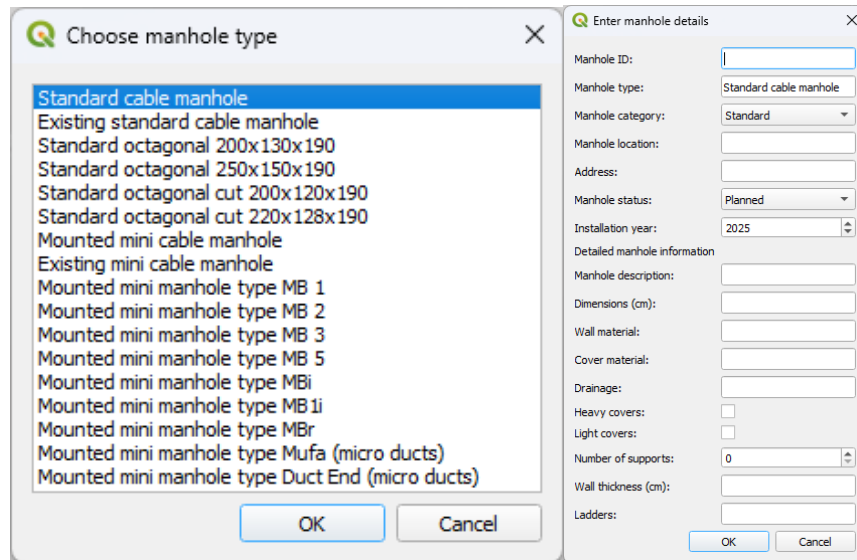 Choose manhole type
Standard cable manhole
Existing standard cable manhole
Standard octagonal 200x130x190
Standard octagonal 250x150x190
Standard octagonal cut 200x120x190
Standard octagonal cut 220x128x190
Mounted mini cable manhole
Existing mini cable manhole
Mounted mini manhole type MB 1
Mounted mini manhole type MB 2
Mounted mini manhole type MB 3
Mounted mini manhole type MB 5
Mounted mini manhole type MBi
Mounted mini manhole type MB1i
Mounted mini manhole type MBr
Mounted mini manhole type Mufa (micro ducts)
Mounted mini manhole type Duct End (micro ducts)
OK Cancel
Enter manhole details
Manhole ID:
Manhole type: Standard cable manhole
Manhole category: Standard
Manhole location:
Address:
Manhole status: Planned
Installation year: 2025
Detailed manhole information
Manhole description:
Dimensions (cm):
Wall material:
Cover material:
Drainage:
Heavy covers:
Light covers:
Number of supports: 0
Wall thickness (cm):
Ladders:
OK Cancel